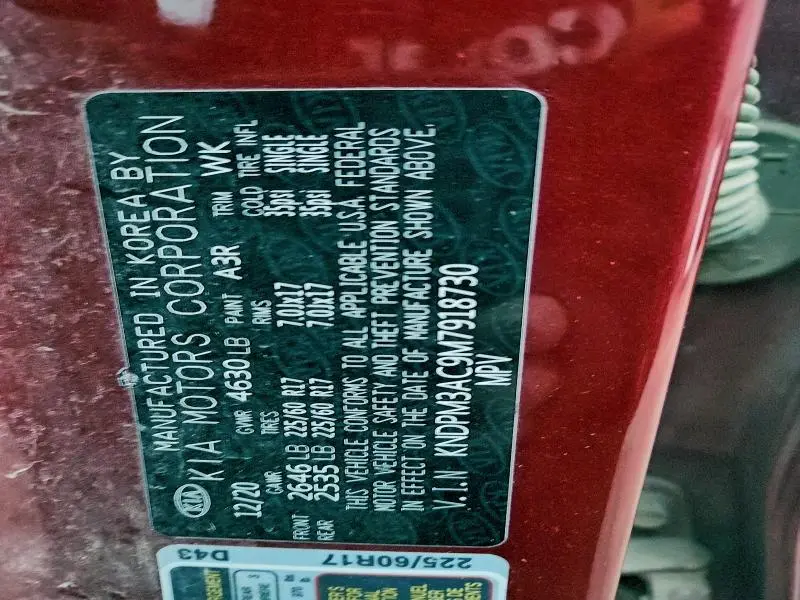 MANUFACTURED IN KOREA BY
KIA KIA MOTORS CORPORATION
12/20 GVWR 4630LB PAINT A3R TRIM WK
GAWR TIRES RIMS COLD TIRE INFL
FRONT 2646 LB 225/60 R17 7.0Jx17 35psi SINGLE
REAR 2535 LB 225/60 R17 7.0Jx17 35psi SINGLE
THIS VEHICLE CONFORMS TO ALL APPLICABLE U.S.A. FEDERAL
MOTOR VEHICLE SAFETY AND THEFT PREVENTION STANDARDS
IN EFFECT ON THE DATE OF MANUFACTURE SHOWN ABOVE.
V.I.N KNDPM3AC9M7918730
MPV
D43
225/60R17